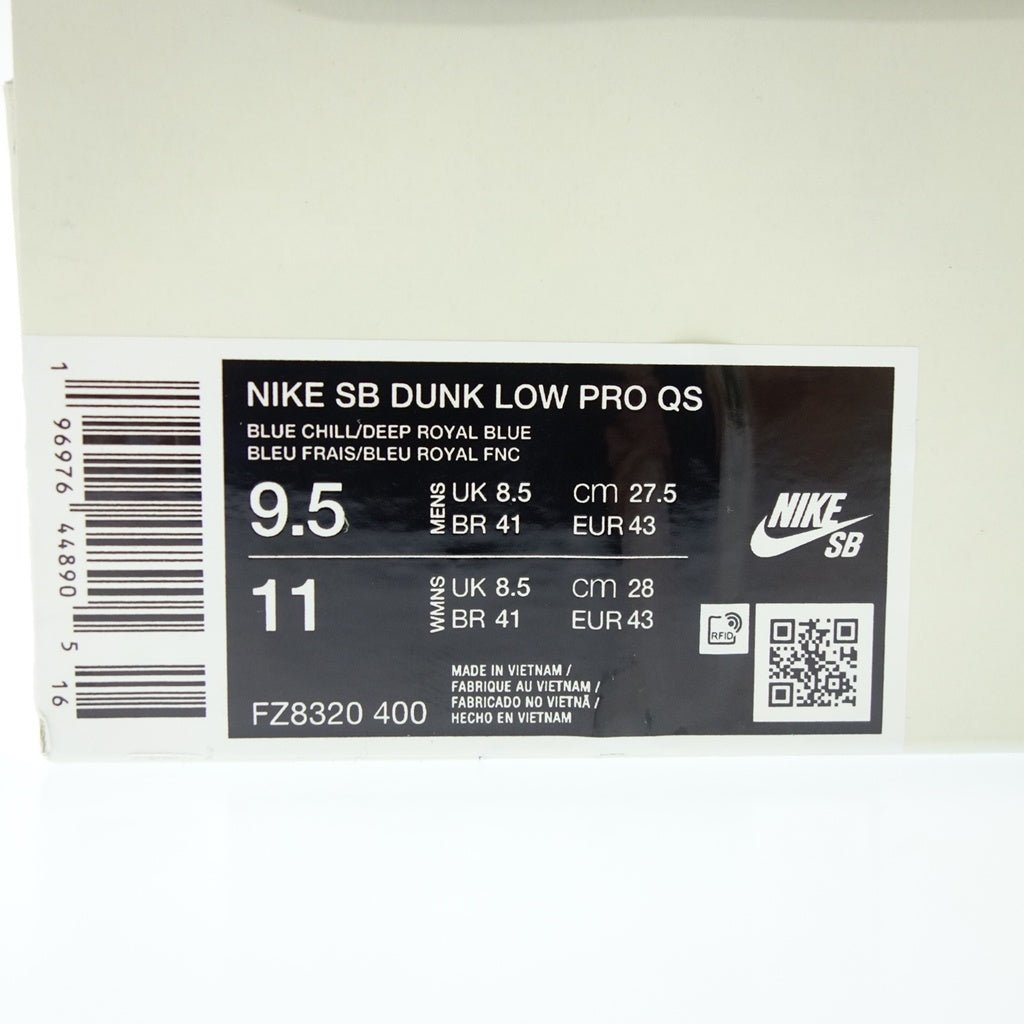 NIKE SB DUNK LOW PRO QS
BLUE CHILL/DEEP ROYAL BLUE
BLEU FRAIS/BLEU ROYAL FNC
9.5 MENS UK 8.5 cm 27.5
BR 41 EUR 43
11 WMNS UK 8.5 cm 28
BR 41 EUR 43
MADE IN VIETNAM /
FABRIQUE AU VIETNAM /
FABRICADO NO VIETNÃ /
HECHO EN VIETNAM
FZ8320 400
NIKE
SB
RFID
1 96976 44890 5 16